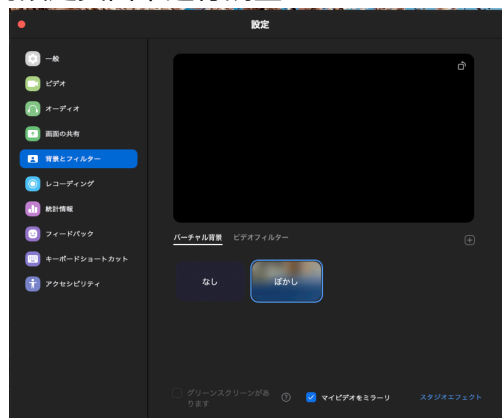 設定
一般
ビデオ
オーディオ
画面の共有
背景とフィルター
レコーディング
統計情報
フィードバック
キーボードショートカット
アクセシビリティ
バーチャル背景 ビデオフィルター
なし
ぼかし
グリーンスクリーンがあ
ります
マイビデオをミラーリ
スタジオエフェクト